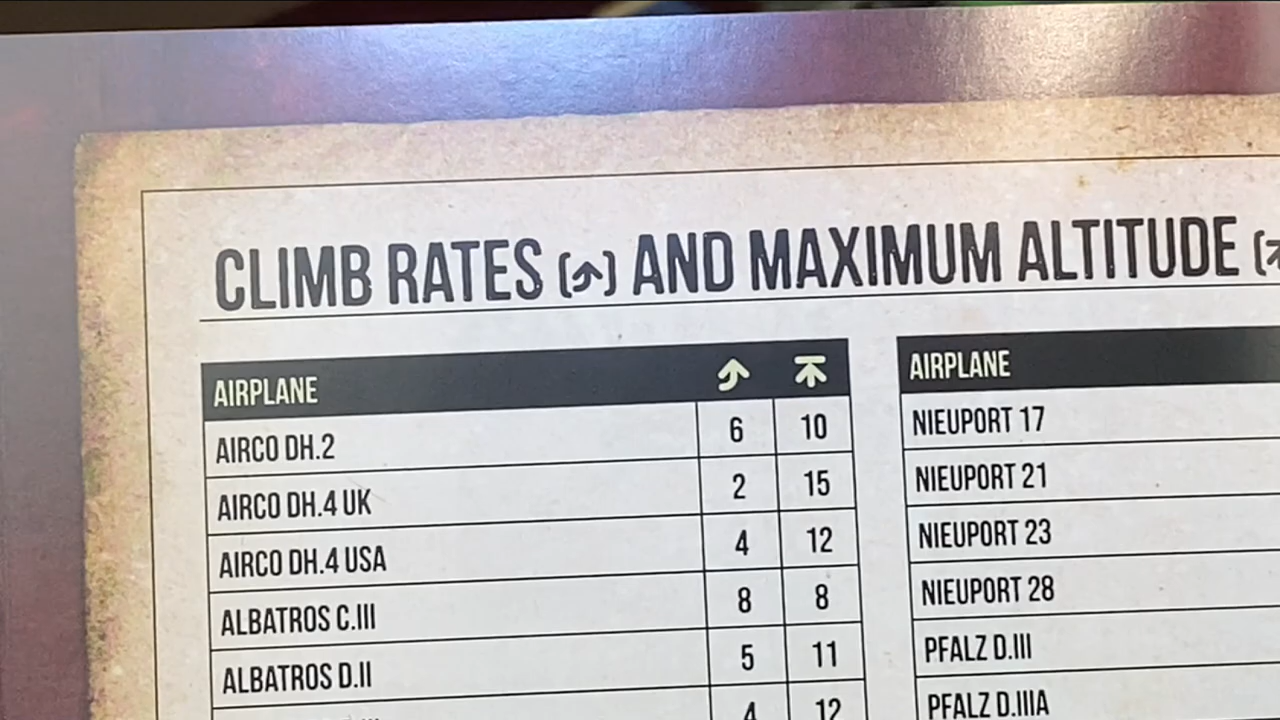 CLIMB RATES (⤴) AND MAXIMUM ALTITUDE (
AIRPLANE
AIRCO DH.2 6 10
AIRCO DH.4 UK 2 15
AIRCO DH.4 USA 4 12
ALBATROS C.III 8 8
ALBATROS D.II 5 11
4 12
AIRPLANE
NIEUPORT 17
NIEUPORT 21
NIEUPORT 23
NIEUPORT 28
PFALZ D.III
PFALZ D.IIIA